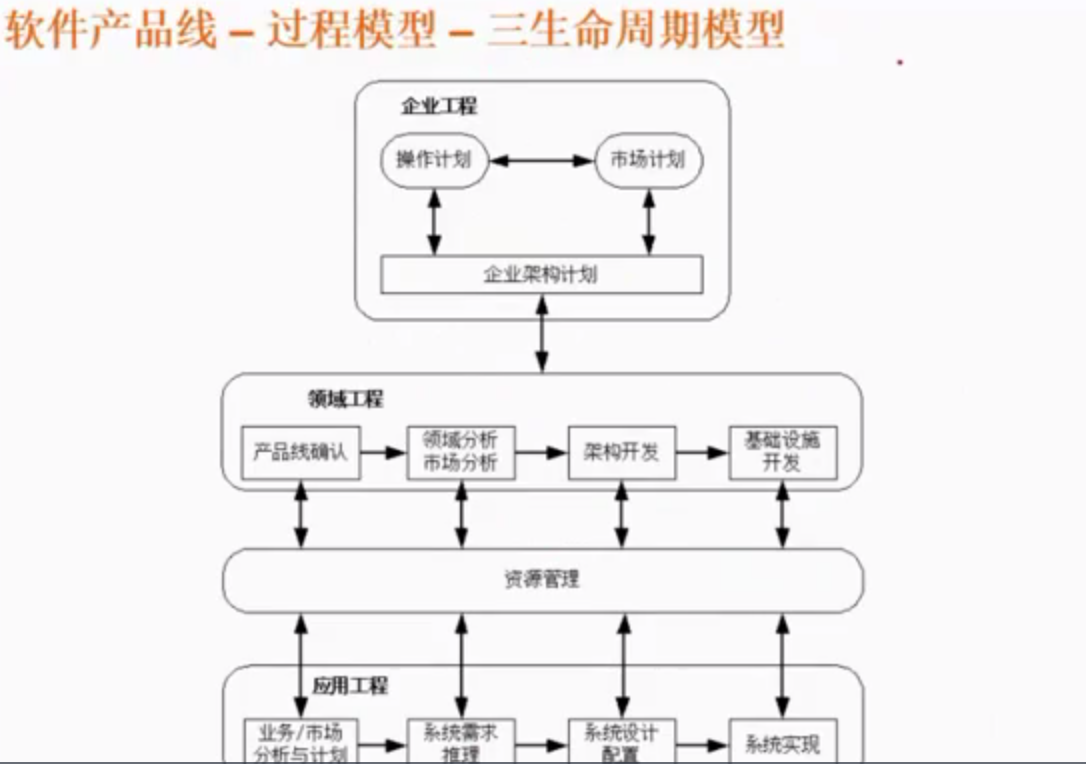 软件产品线 – 过程模型 – 三生命周期模型
企业工程
操作计划
市场计划
企业架构计划
领域工程
产品线确认
领域分析
市场分析
架构开发
基础设施
开发
资源管理
应用工程
业务/市场
分析与计划
系统需求
推理
系统设计
配置
系统实现